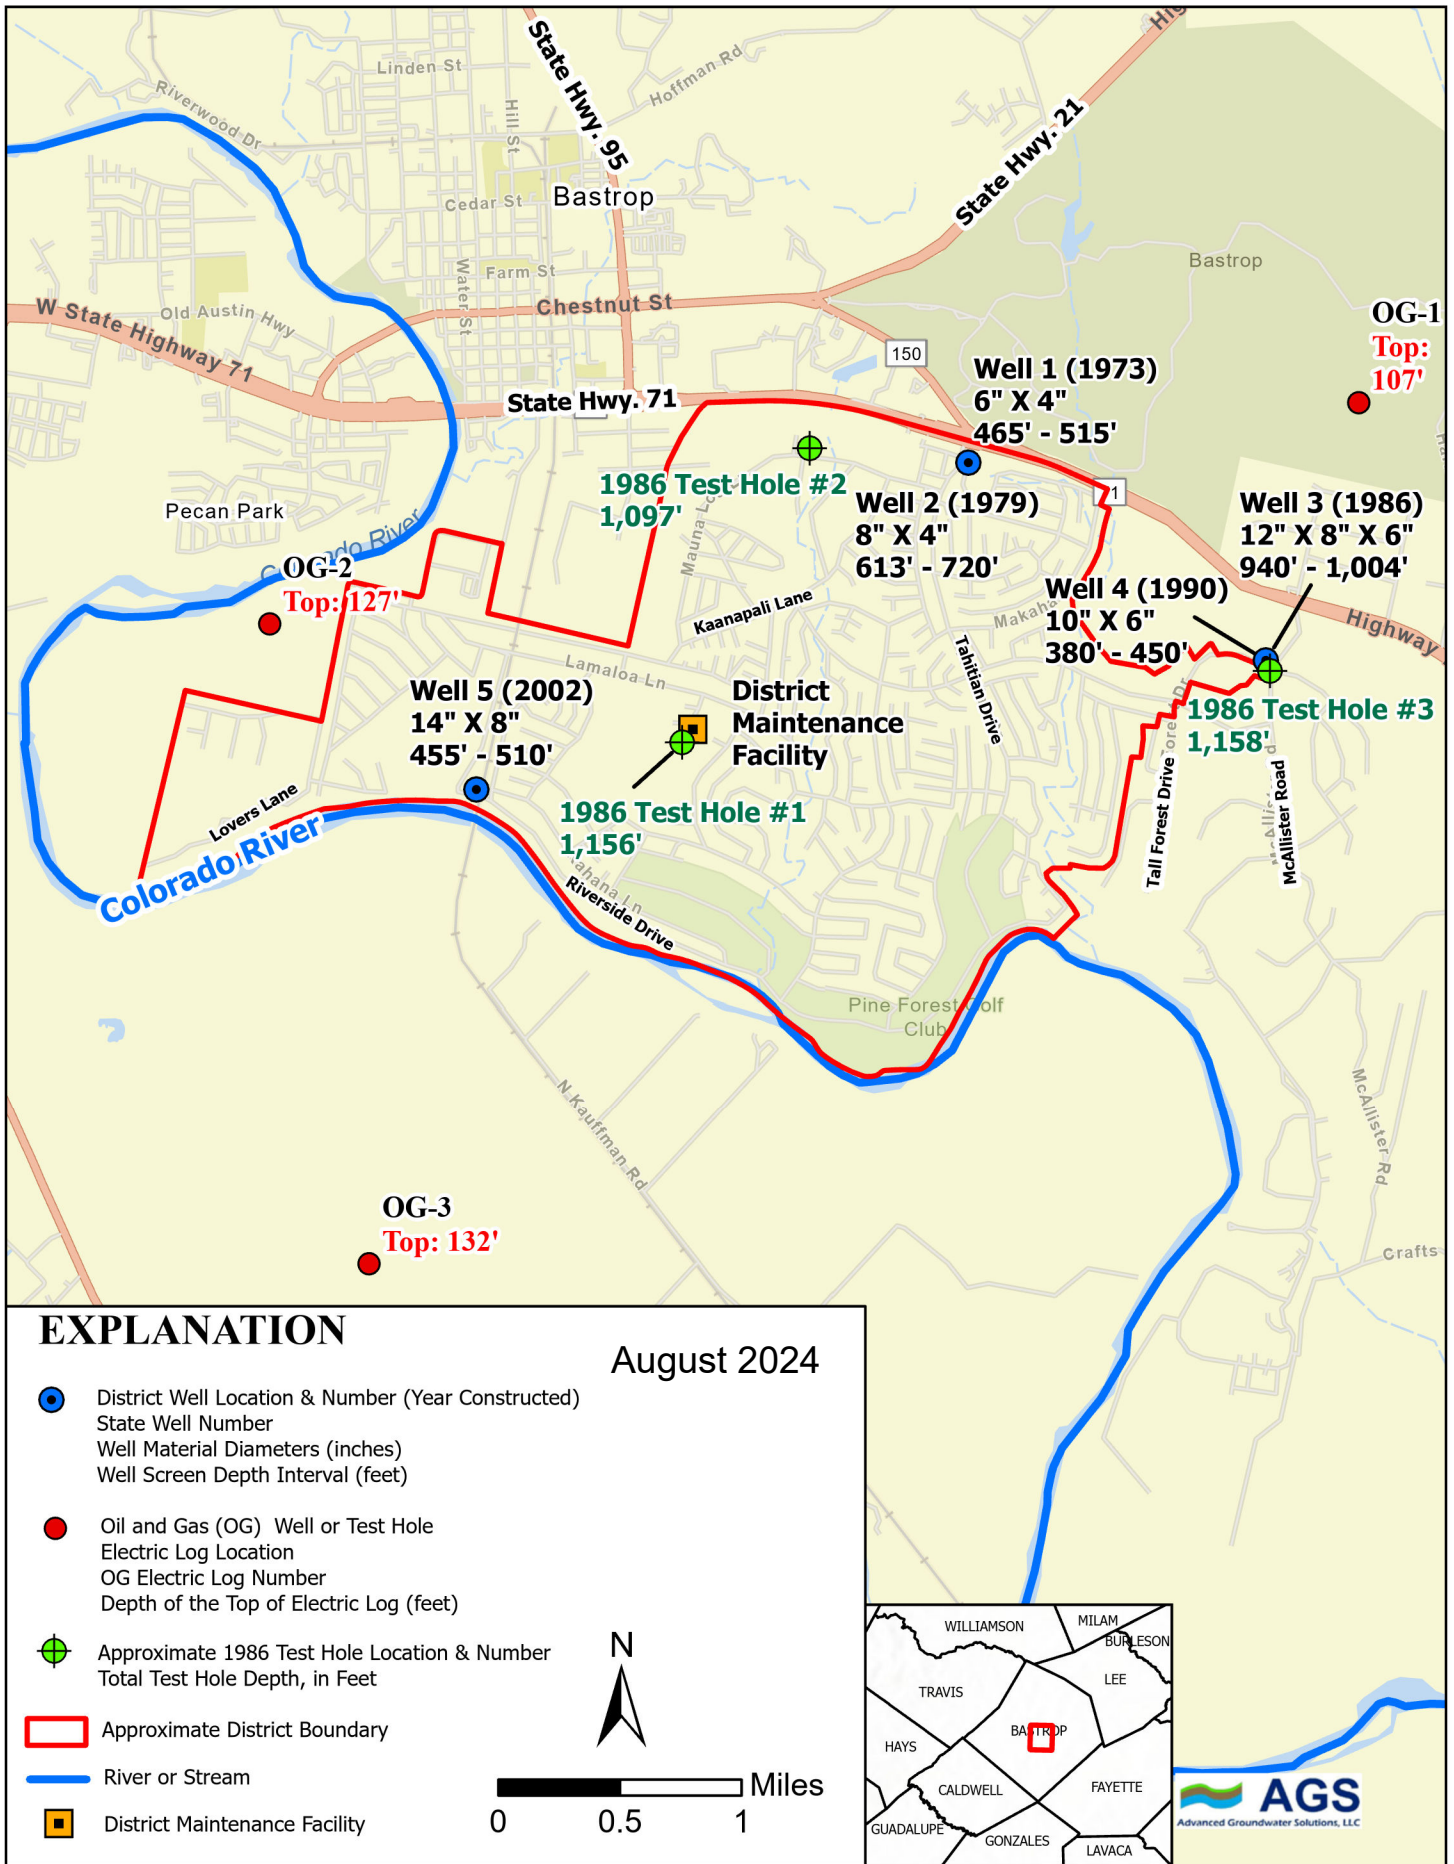 State Hwy. 95
Hig
Linden St
Hoffman Rd
Riverwood Dr
Hill St
State Hwy. 21
Bastrop
Cedar St
Water St
Farm St
Bastrop
W State Highway 71
Old Austin Hwy
Chestnut St
150
OG-1
Top:
107'
State Hwy. 71
Well 1 (1973)
6" X 4"
465' - 515'
1986 Test Hole #2
1,097'
Mauna Lo
1
Well 2 (1979)
8" X 4"
613' - 720'
Well 3 (1986)
12" X 8" X 6"
940' - 1,004'
Pecan Park
do River
OG-2
Top: 127'
Well 4 (1990)
10" X 6"
380' - 450'
Makaha
Highway
Kaanapali Lane
Tahitian Drive
Lamaloa Ln
Well 5 (2002)
14" X 8"
455' - 510'
District
Maintenance
Facility
1986 Test Hole #3
1,158'
Tall Forest Drive
McAllister Road
Lovers Lane
Colorado River
1986 Test Hole #1
1,156'
Riverside Drive
Pine Forest Golf
Club
N Kauffman Rd
McAllister Rd
OG-3
Top: 132'
Crafts
EXPLANATION
August 2024
District Well Location & Number (Year Constructed)
State Well Number
Well Material Diameters (inches)
Well Screen Depth Interval (feet)
Oil and Gas (OG) Well or Test Hole
Electric Log Location
OG Electric Log Number
Depth of the Top of Electric Log (feet)
Approximate 1986 Test Hole Location & Number
Total Test Hole Depth, in Feet
Approximate District Boundary
River or Stream
District Maintenance Facility
N
Miles
0 0.5 1
WILLIAMSON
MILAM
BURLESON
LEE
TRAVIS
BASTROP
HAYS
CALDWELL
FAYETTE
GUADALUPE
GONZALES
LAVACA
AGS
Advanced Groundwater Solutions, LLC